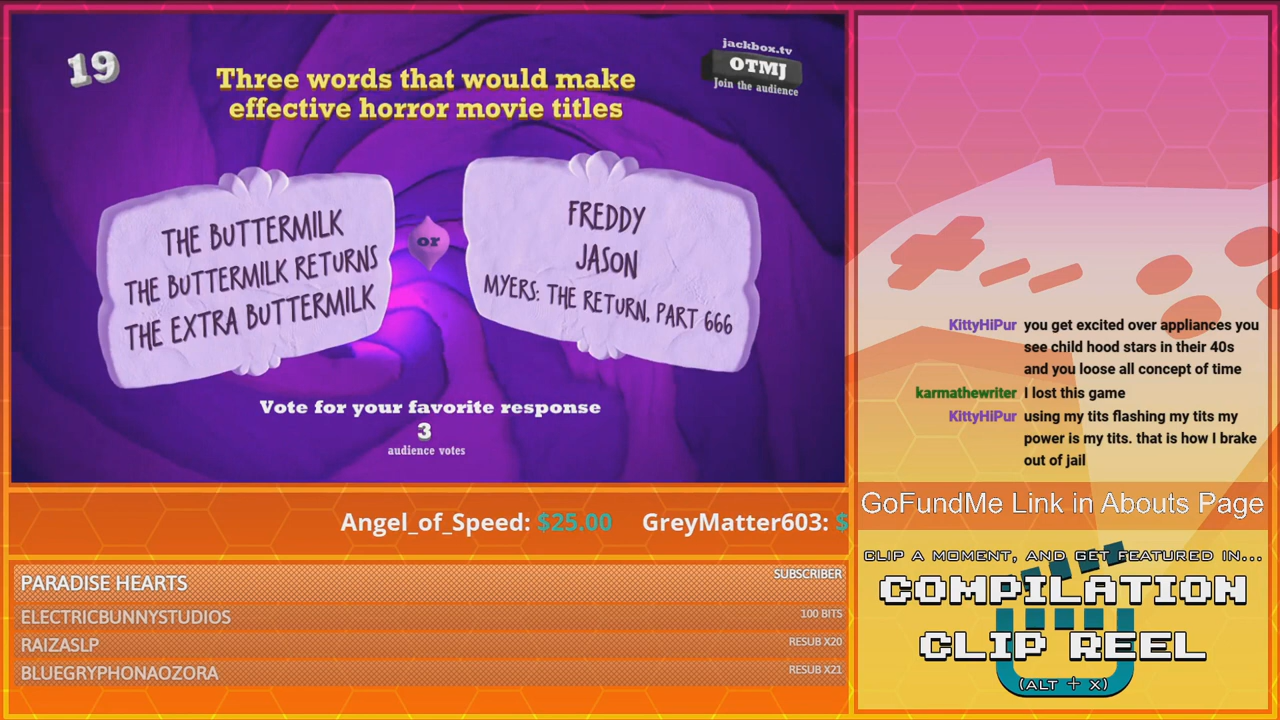 19
Three words that would make
effective horror movie titles
jackbox.tv
OTMJ
Join the audience
THE BUTTERMILK
THE BUTTERMILK RETURNS
THE EXTRA BUTTERMILK
or
FREDDY
JASON
MYERS: THE RETURN, PART 666
Vote for your favorite response
3
audience votes
KittyHiPur you get excited over appliances you
see child hood stars in their 40s
and you loose all concept of time
karmathewriter I lost this game
KittyHiPur using my tits flashing my tits my
power is my tits. that is how I brake
out of jail
GoFundMe Link in Abouts Page
Angel_of_Speed: $25.00 GreyMatter603: $
CLIP A MOMENT, AND GET FEATURED IN...
COMPILATION
CLIP REEL
(ALT + X)
PARADISE HEARTS SUBSCRIBER
ELECTRICBUNNYSTUDIOS 100 BITS
RAIZASLP RESUB X20
BLUEGRYPHONAOZORA RESUB X21